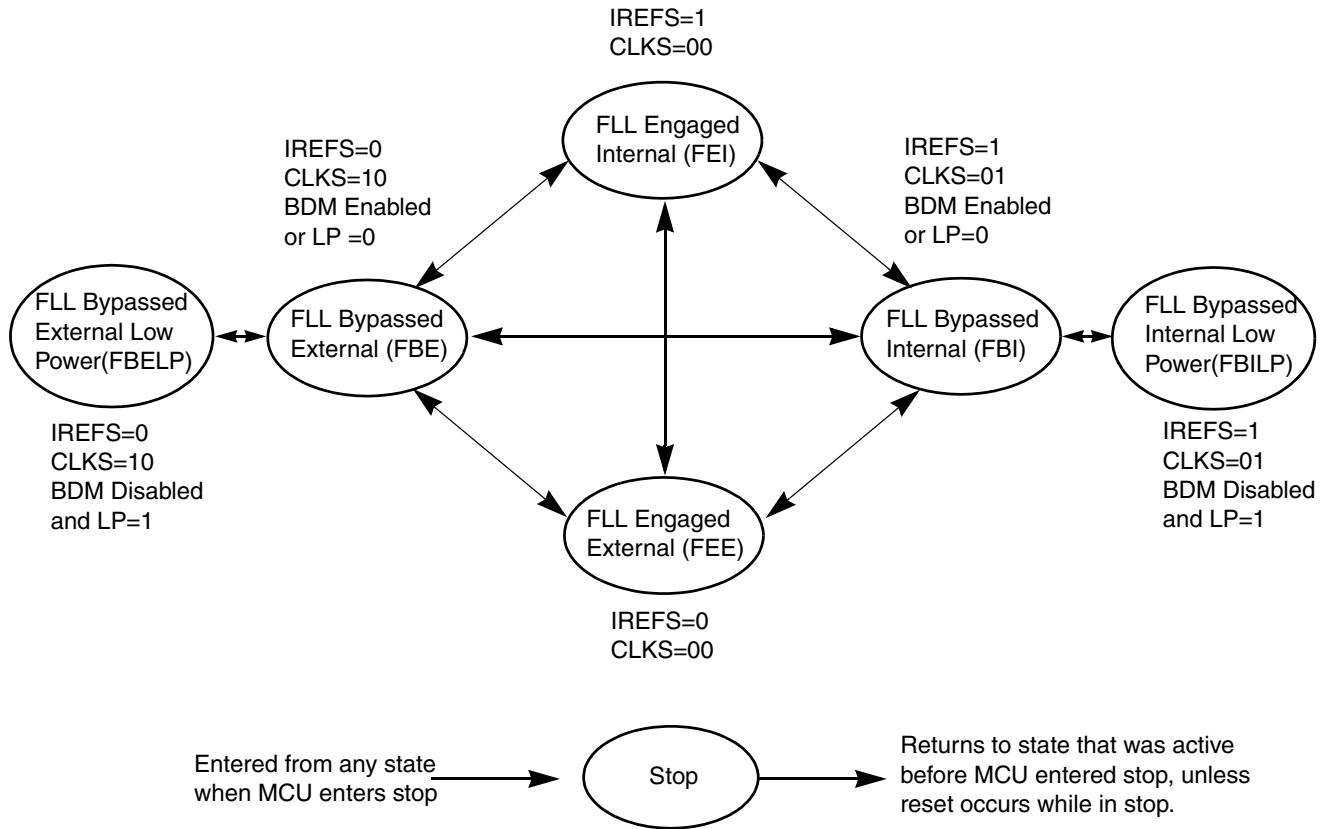 IREFS=1
CLKS=00
FLL Engaged
Internal (FEI)
IREFS=0
CLKS=10
BDM Enabled
or LP =0
IREFS=1
CLKS=01
BDM Enabled
or LP=0
FLL Bypassed
External Low
Power(FBELP)
FLL Bypassed
External (FBE)
FLL Bypassed
Internal (FBI)
FLL Bypassed
Internal Low
Power(FBILP)
IREFS=0
CLKS=10
BDM Disabled
and LP=1
IREFS=1
CLKS=01
BDM Disabled
and LP=1
FLL Engaged
External (FEE)
IREFS=0
CLKS=00
Entered from any state
when MCU enters stop
Stop
Returns to state that was active
before MCU entered stop, unless
reset occurs while in stop.